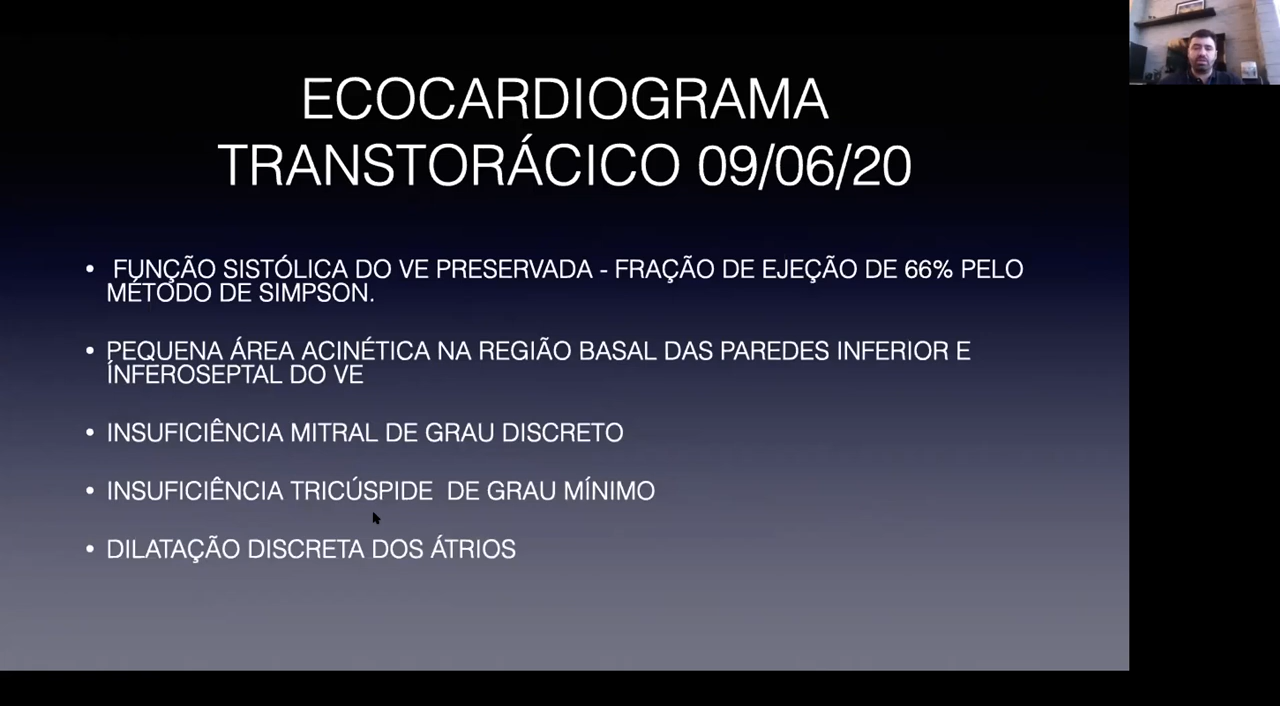 ECOCARDIOGRAMA
TRANSTORÁCICO 09/06/20
• FUNÇÃO SISTÓLICA DO VE PRESERVADA - FRAÇÃO DE EJEÇÃO DE 66% PELO
MÉTODO DE SIMPSON.
• PEQUENA ÁREA ACINÉTICA NA REGIÃO BASAL DAS PAREDES INFERIOR E
ÍNFEROSEPTAL DO VE
• INSUFICIÊNCIA MITRAL DE GRAU DISCRETO
• INSUFICIÊNCIA TRICÚSPIDE DE GRAU MÍNIMO
• DILATAÇÃO DISCRETA DOS ÁTRIOS